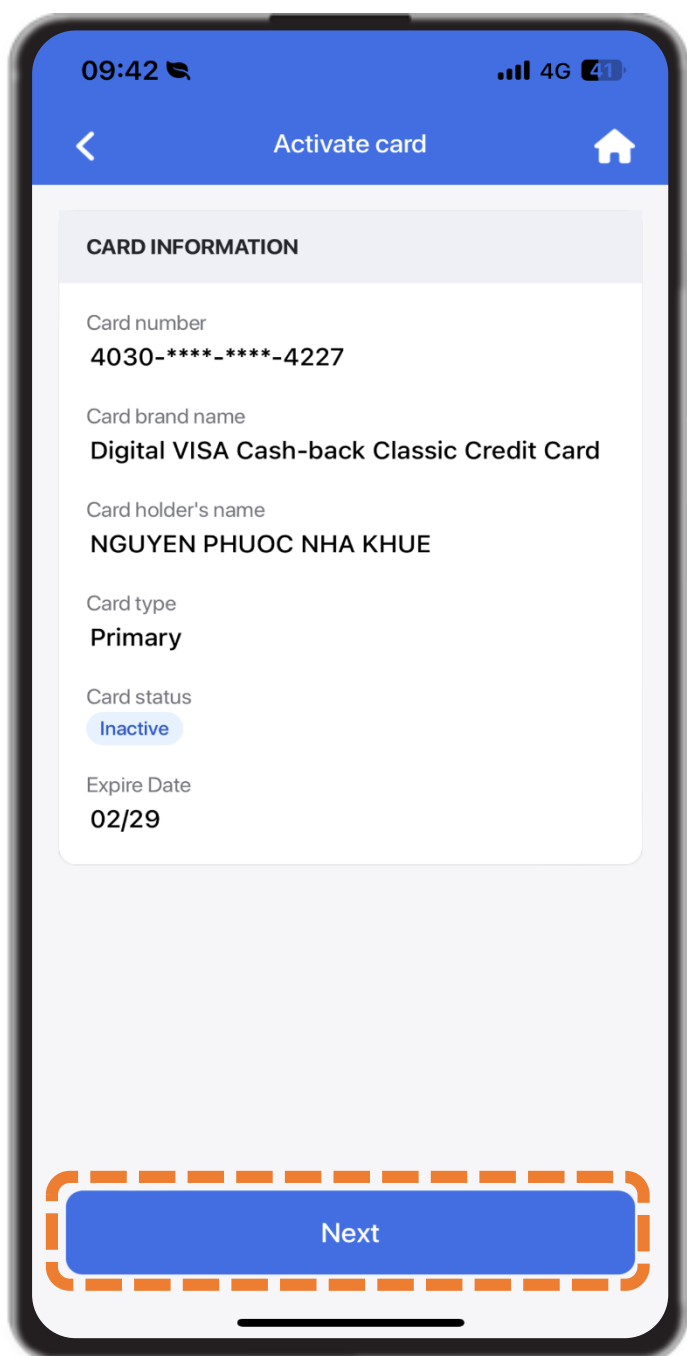 09:42
4G 41
Activate card
CARD INFORMATION
Card number
4030-****-****-4227
Card brand name
Digital VISA Cash-back Classic Credit Card
Card holder's name
NGUYEN PHUOC NHA KHUE
Card type
Primary
Card status
Inactive
Expire Date
02/29
Next